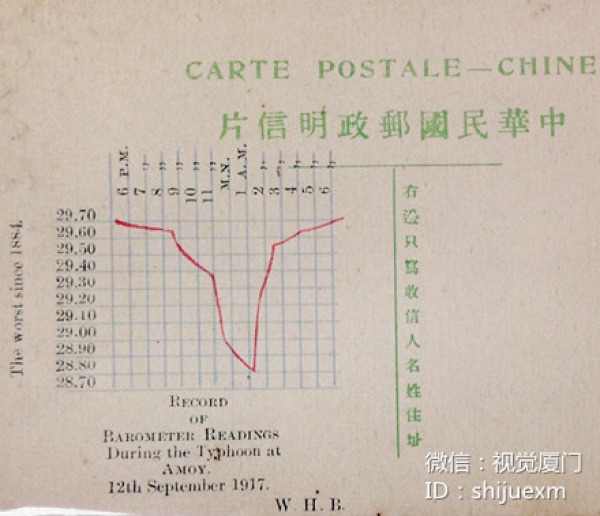 CARTE POSTALE—CHINE
片信明政郵國民華中
6 P.M.
7 „
8 „
9 „
10 „
11 „
M.N.
1 A.M.
2 „
3 „
4 „
5 „
6 „
29.70
29.60
29.50
29.40
29.30
29.20
29.10
29.00
28.90
28.80
28.70
The worst since 1884.
右邊只寫收信人名姓住址
RECORD
OF
BAROMETER READINGS
During the Typhoon at
AMOY.
12th September 1917.
W. H. B.
微信：视觉厦门
ID：shijuexm